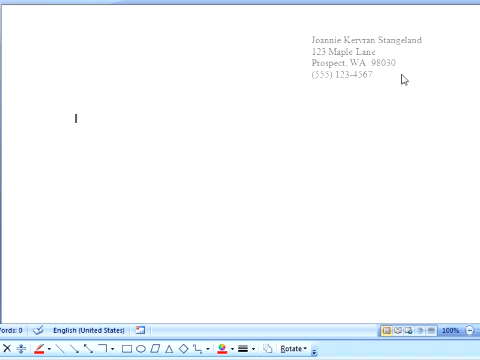 Joannie Kervran Stangeland
123 Maple Lane
Prospect, WA  98030
(555) 123-4567
Words: 0
English (United States)
100%
Rotate